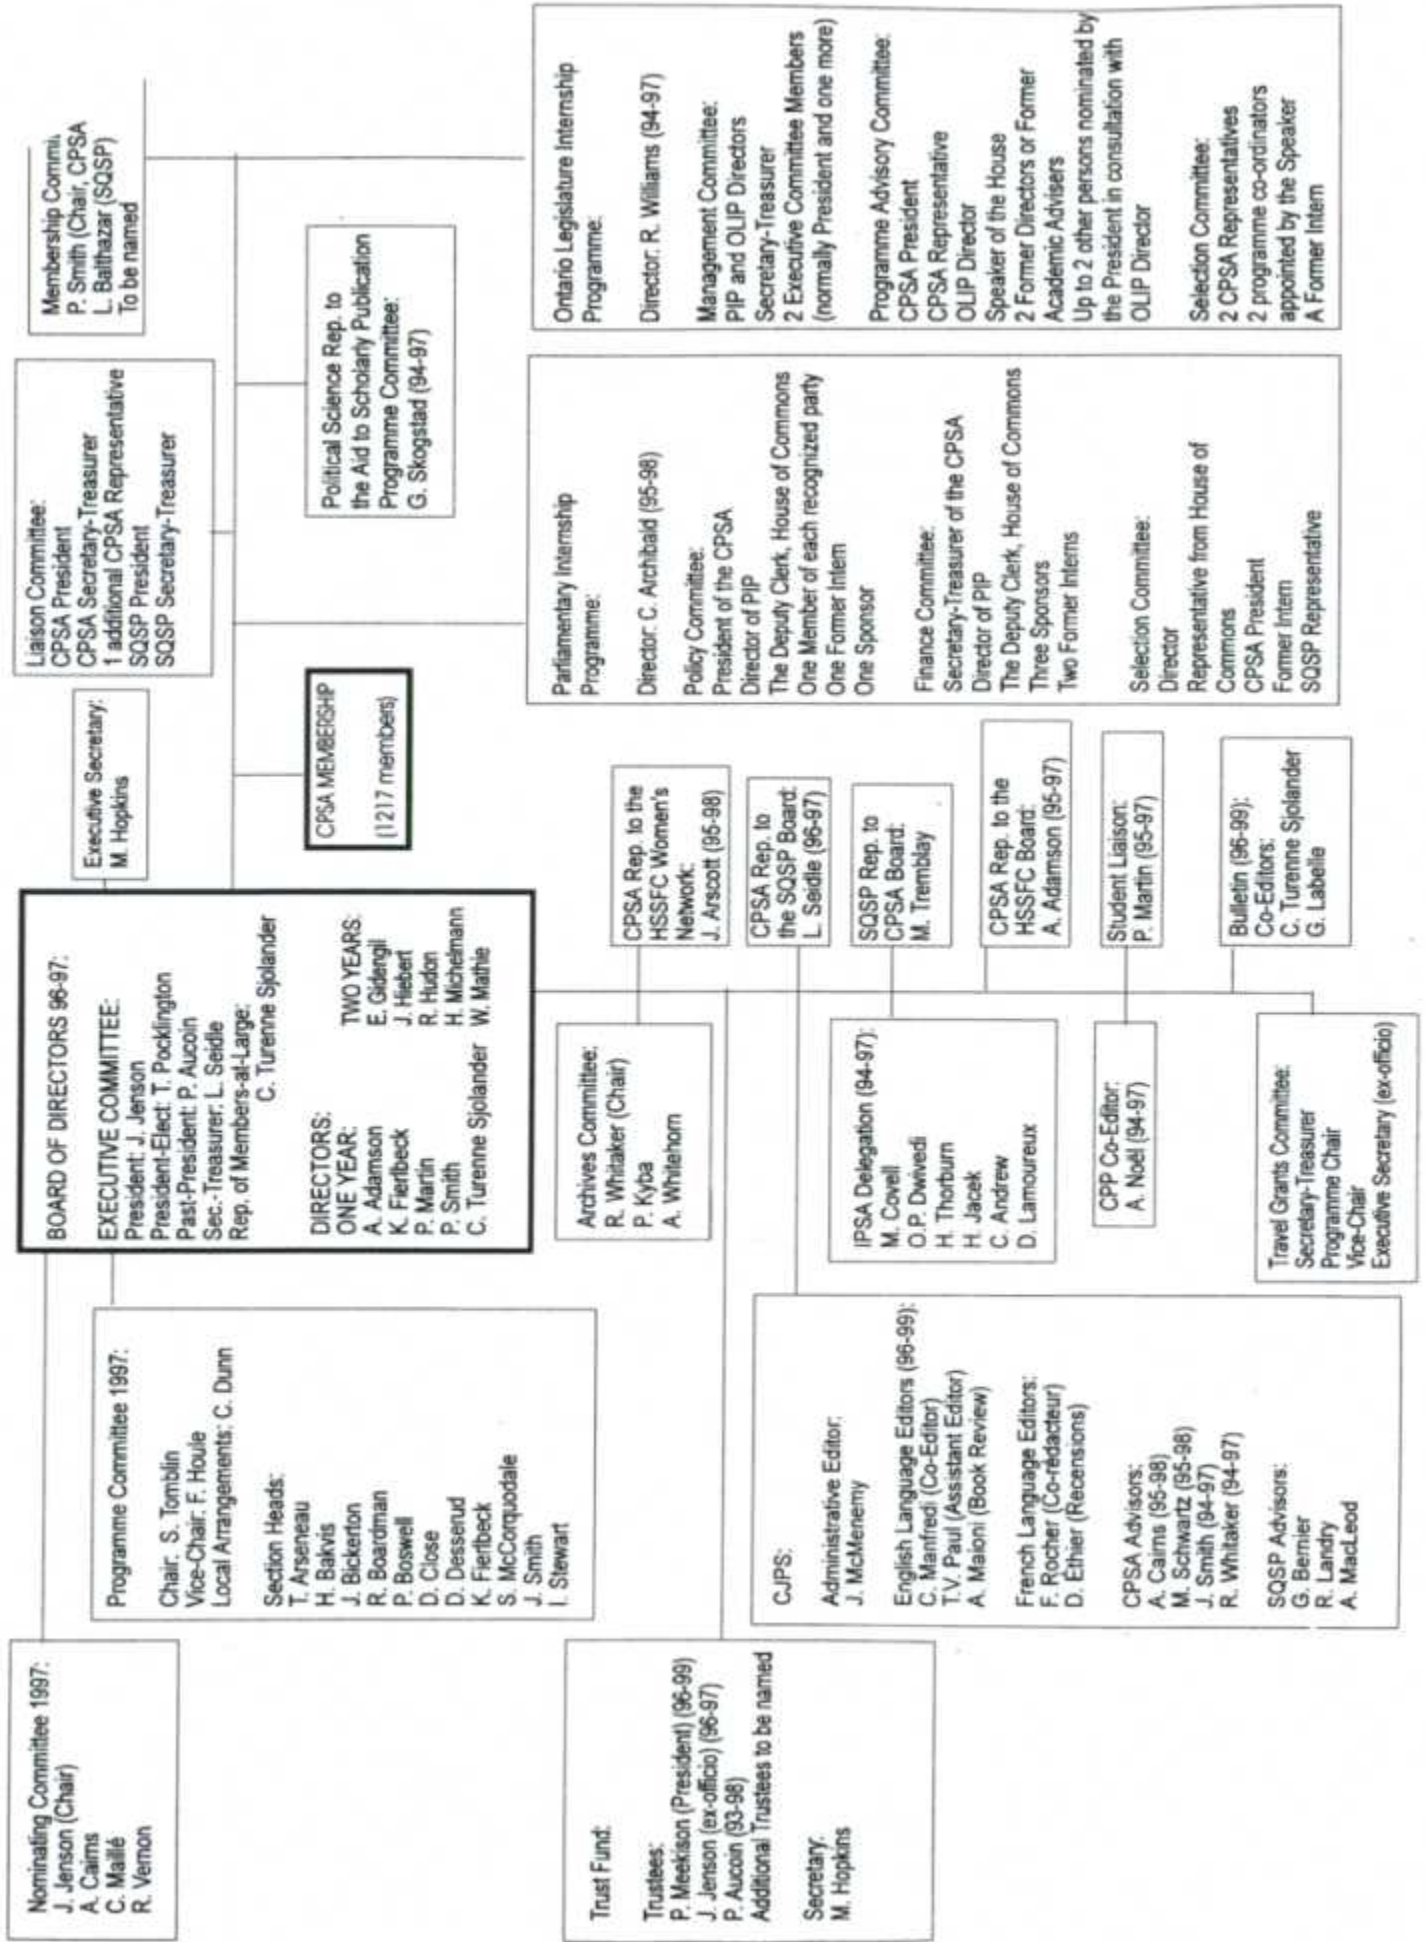 Nominating Committee 1997:
J. Jenson (Chair)
A. Cairns
C. Maillé
R. Vernon
Programme Committee 1997:
Chair: S. Tomblin
Vice-Chair: F. Houle
Local Arrangements: C. Dunn
Section Heads:
T. Arseneau
H. Bakvis
J. Bickerton
R. Boardman
P. Boswell
D. Close
D. Desserud
K. Fierlbeck
S. McCorquodale
J. Smith
I. Stewart
BOARD OF DIRECTORS 96-97:
EXECUTIVE COMMITTEE:
President: J. Jenson
President-Elect: T. Pocklington
Past-President: P. Aucoin
Sec.-Treasurer: L. Seidle
Rep. of Members-at-Large:
C. Turenne Sjolander
DIRECTORS:
ONE YEAR:
A. Adamson
K. Fierlbeck
P. Martin
P. Smith
C. Turenne Sjolander
TWO YEARS:
E. Gidengil
J. Hiebert
R. Hudon
H. Michelmann
W. Mathie
Executive Secretary:
M. Hopkins
Liaison Committee:
CPSA President
CPSA Secretary-Treasurer
1 additional CPSA Representative
SQSP President
SQSP Secretary-Treasurer
Membership
P. Smith (Chair, CPSA
L. Balthazar (SQSP)
To be named
CPSA MEMBERSHIP
(1217 members)
Political Science Rep. to
the Aid to Scholarly Publication
Programme Committee:
G. Skogstad (94-97)
Trust Fund:
Trustees:
P. Meekison (President) (96-99)
J. Jenson (ex-officio) (96-97)
P. Aucoin (93-98)
Additional Trustees to be named
Secretary:
M. Hopkins
CJPS:
Administrative Editor:
J. McMenemy
English Language Editors (96-99):
C. Manfredi (Co-Editor)
T.V. Paul (Assistant Editor)
A. Maioni (Book Review)
French Language Editors:
F. Rocher (Co-rédacteur)
D. Ethier (Recensions)
CPSA Advisors:
A. Cairns (95-98)
M. Schwartz (95-98)
J. Smith (94-97)
R. Whitaker (94-97)
SQSP Advisors:
G. Bernier
R. Landry
A. MacLeod
Archives Committee:
R. Whitaker (Chair)
P. Kyba
A. Whitehorn
IPSA Delegation (94-97):
M. Covell
O.P. Dwivedi
H. Thorburn
H. Jacek
C. Andrew
D. Lamoureux
CPP Co-Editor:
A. Noël (94-97)
Travel Grants Committee:
Secretary-Treasurer
Programme Chair
Vice-Chair
Executive Secretary (ex-officio)
CPSA Rep. to the
HSSFC Women's
Network:
J. Arscott (95-98)
CPSA Rep. to
the SQSP Board:
L. Seidle (96-97)
SQSP Rep. to
CPSA Board:
M. Tremblay
CPSA Rep. to the
HSSFC Board:
A. Adamson (95-97)
Student Liaison:
P. Martin (95-97)
Bulletin (96-99):
Co-Editors:
C. Turenne Sjolander
G. Labelle
Parliamentary Internship
Programme:
Director: C. Archibald (95-98)
Policy Committee:
President of the CPSA
Director of PIP
The Deputy Clerk, House of Commons
One Member of each recognized party
One Former Intern
One Sponsor
Finance Committee:
Secretary-Treasurer of the CPSA
Director of PIP
The Deputy Clerk, House of Commons
Three Sponsors
Two Former Interns
Selection Committee:
Director
Representative from House of
Commons
CPSA President
Former Intern
SQSP Representative
Ontario Legislature Internship
Programme:
Director: R. Williams (94-97)
Management Committee:
PIP and OLIP Directors
Secretary-Treasurer
2 Executive Committee Members
(normally President and one more)
Programme Advisory Committee:
CPSA President
CPSA Representative
OLIP Director
Speaker of the House
2 Former Directors or Former
Academic Advisers
Up to 2 other persons nominated by
the President in consultation with
OLIP Director
Selection Committee:
2 CPSA Representatives
2 programme co-ordinators
appointed by the Speaker
A Former Intern